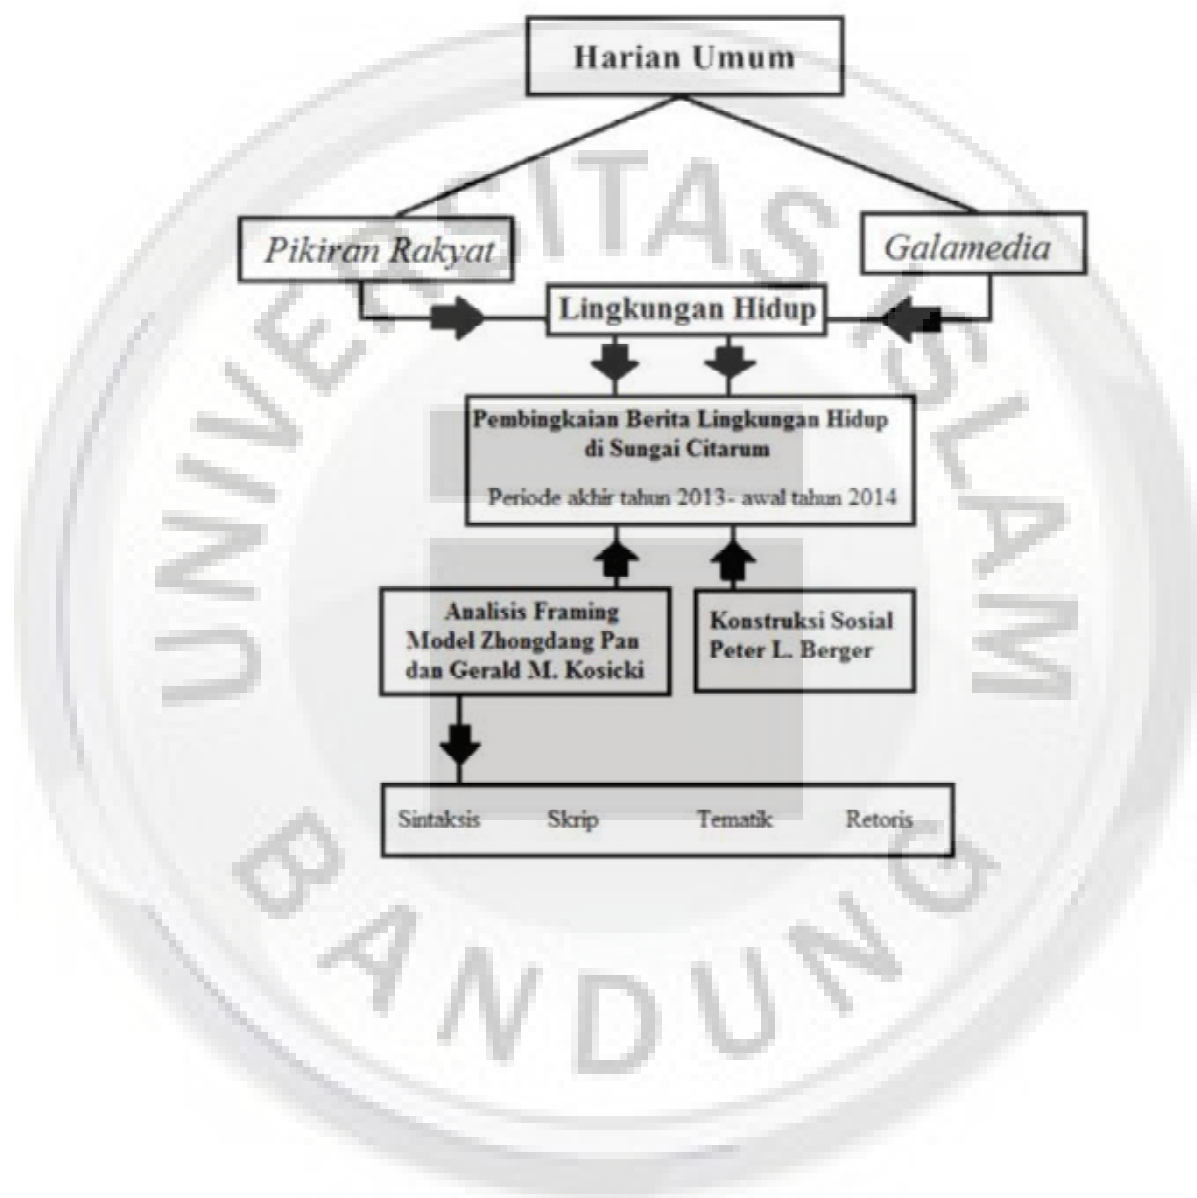 Harian Umum
Pikiran Rakyat
Galamedia
Lingkungan Hidup
Pembingkaian Berita Lingkungan Hidup
di Sungai Citarum
Periode akhir tahun 2013- awal tahun 2014
Analisis Framing
Model Zhongdang Pan
dan Gerald M. Kosicki
Konstruksi Sosial
Peter L. Berger
Sintaksis Skrip Tematik Retoris
UNIVERSITAS ISLAM
BANDUNG